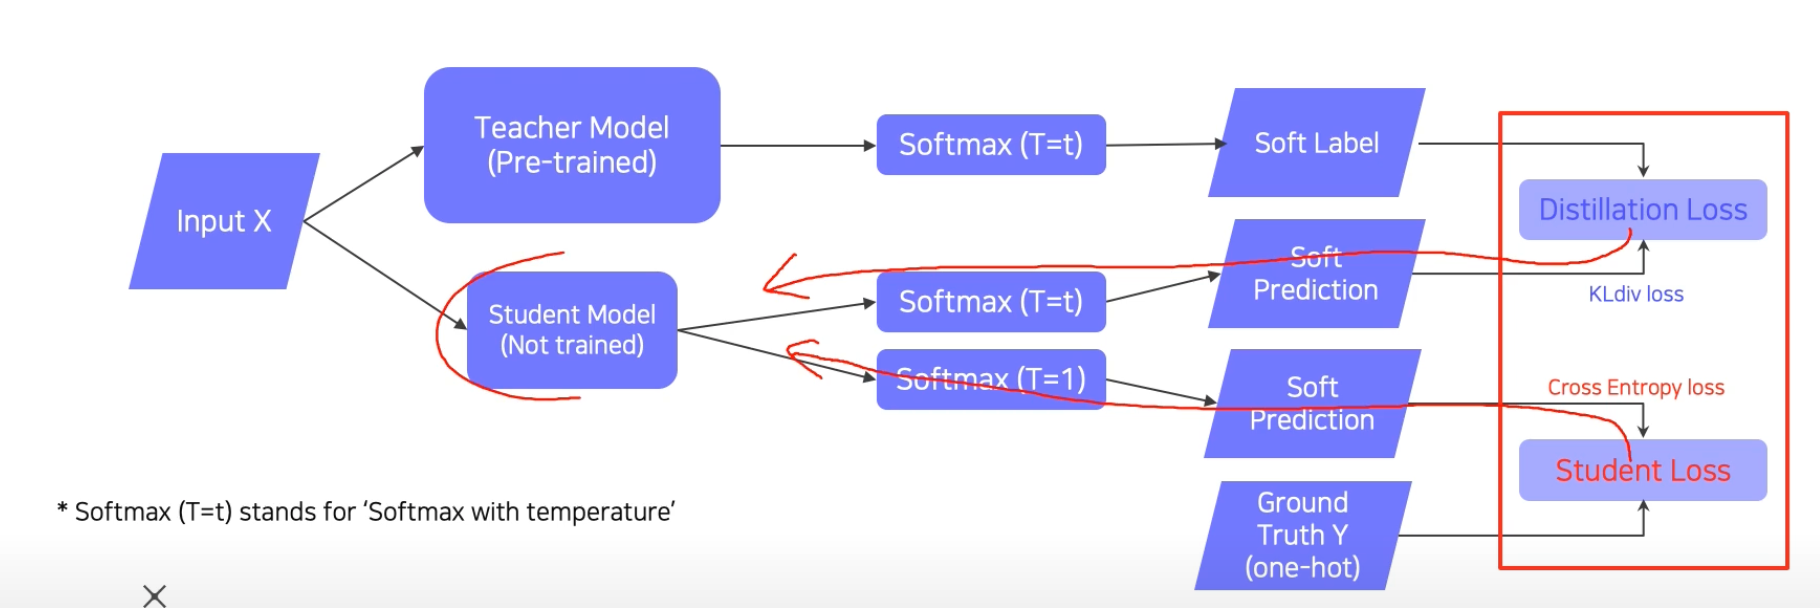 Teacher Model
(Pre-trained)
Softmax (T=t)
Soft Label
Input X
Distillation Loss
Student Model
(Not trained)
Softmax (T=t)
Soft
Prediction
KLdiv loss
Softmax (T=1)
Soft
Prediction
Cross Entropy loss
Student Loss
Ground
Truth Y
(one-hot)
* Softmax (T=t) stands for ‘Softmax with temperature’